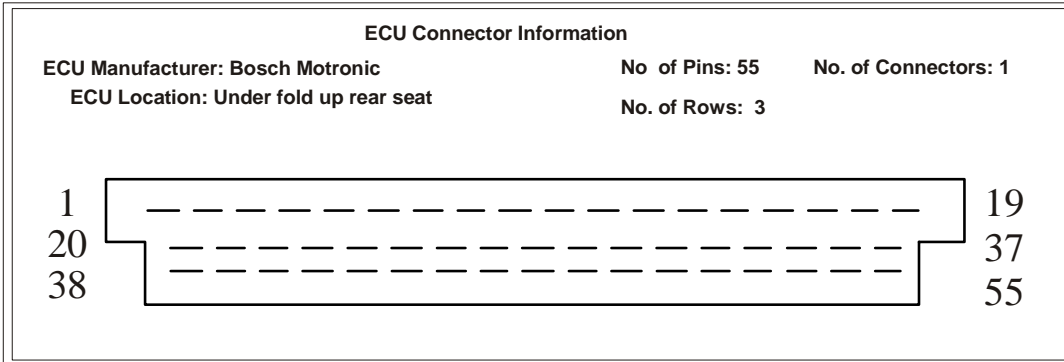 ECU Connector Information
ECU Manufacturer: Bosch Motronic No of Pins: 55 No. of Connectors: 1
ECU Location: Under fold up rear seat
No. of Rows: 3
1 19
20 37
38 55